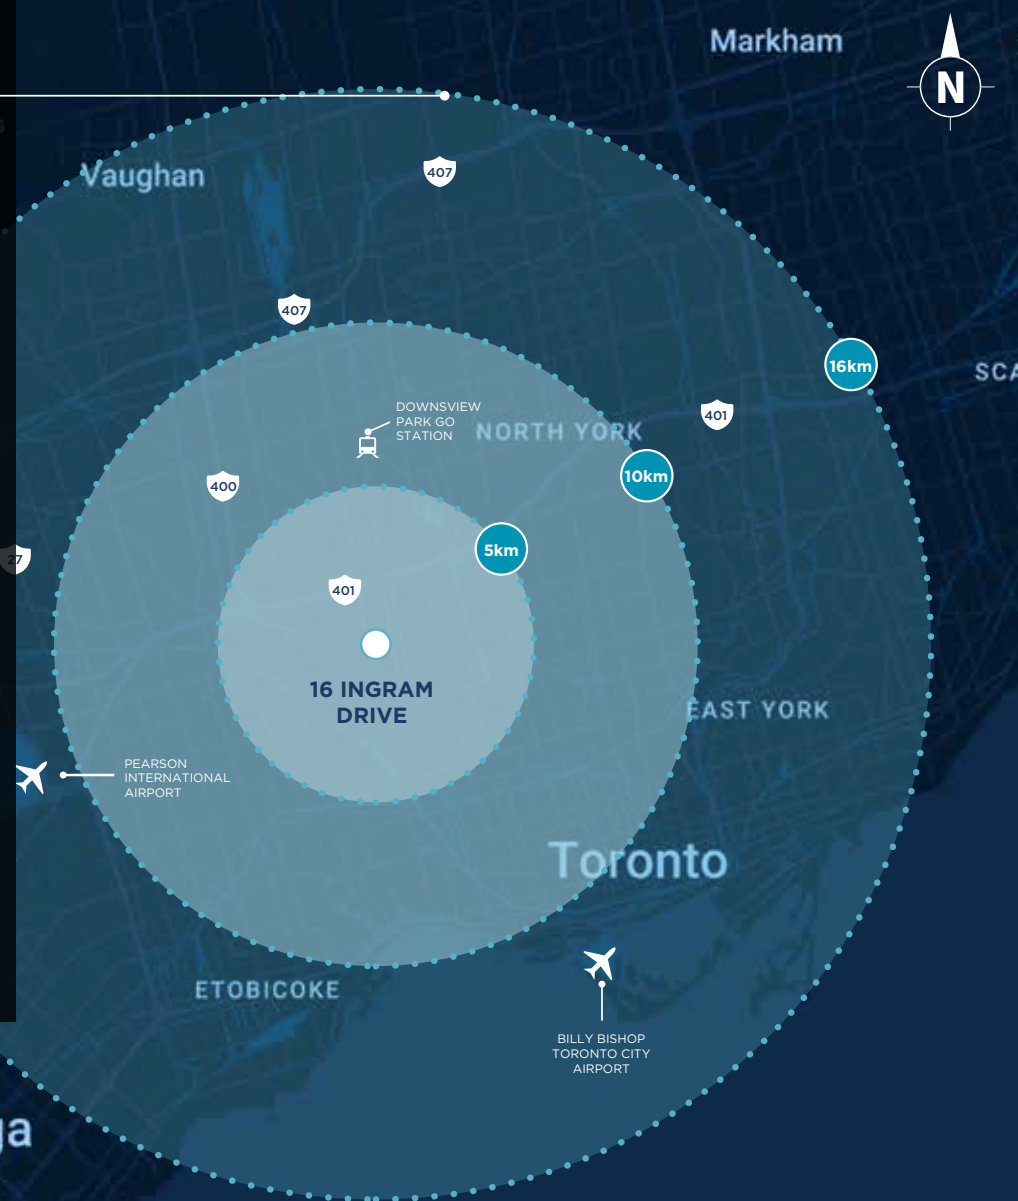 Markham
N
Vaughan
407
407
16km
DOWNSVIEW
PARK GO
STATION
NORTH YORK
401
10km
400
5km
27
401
16 INGRAM
DRIVE
EAST YORK
PEARSON
INTERNATIONAL
AIRPORT
Toronto
ETOBICOKE
BILLY BISHOP
TORONTO CITY
AIRPORT
SCA
ga